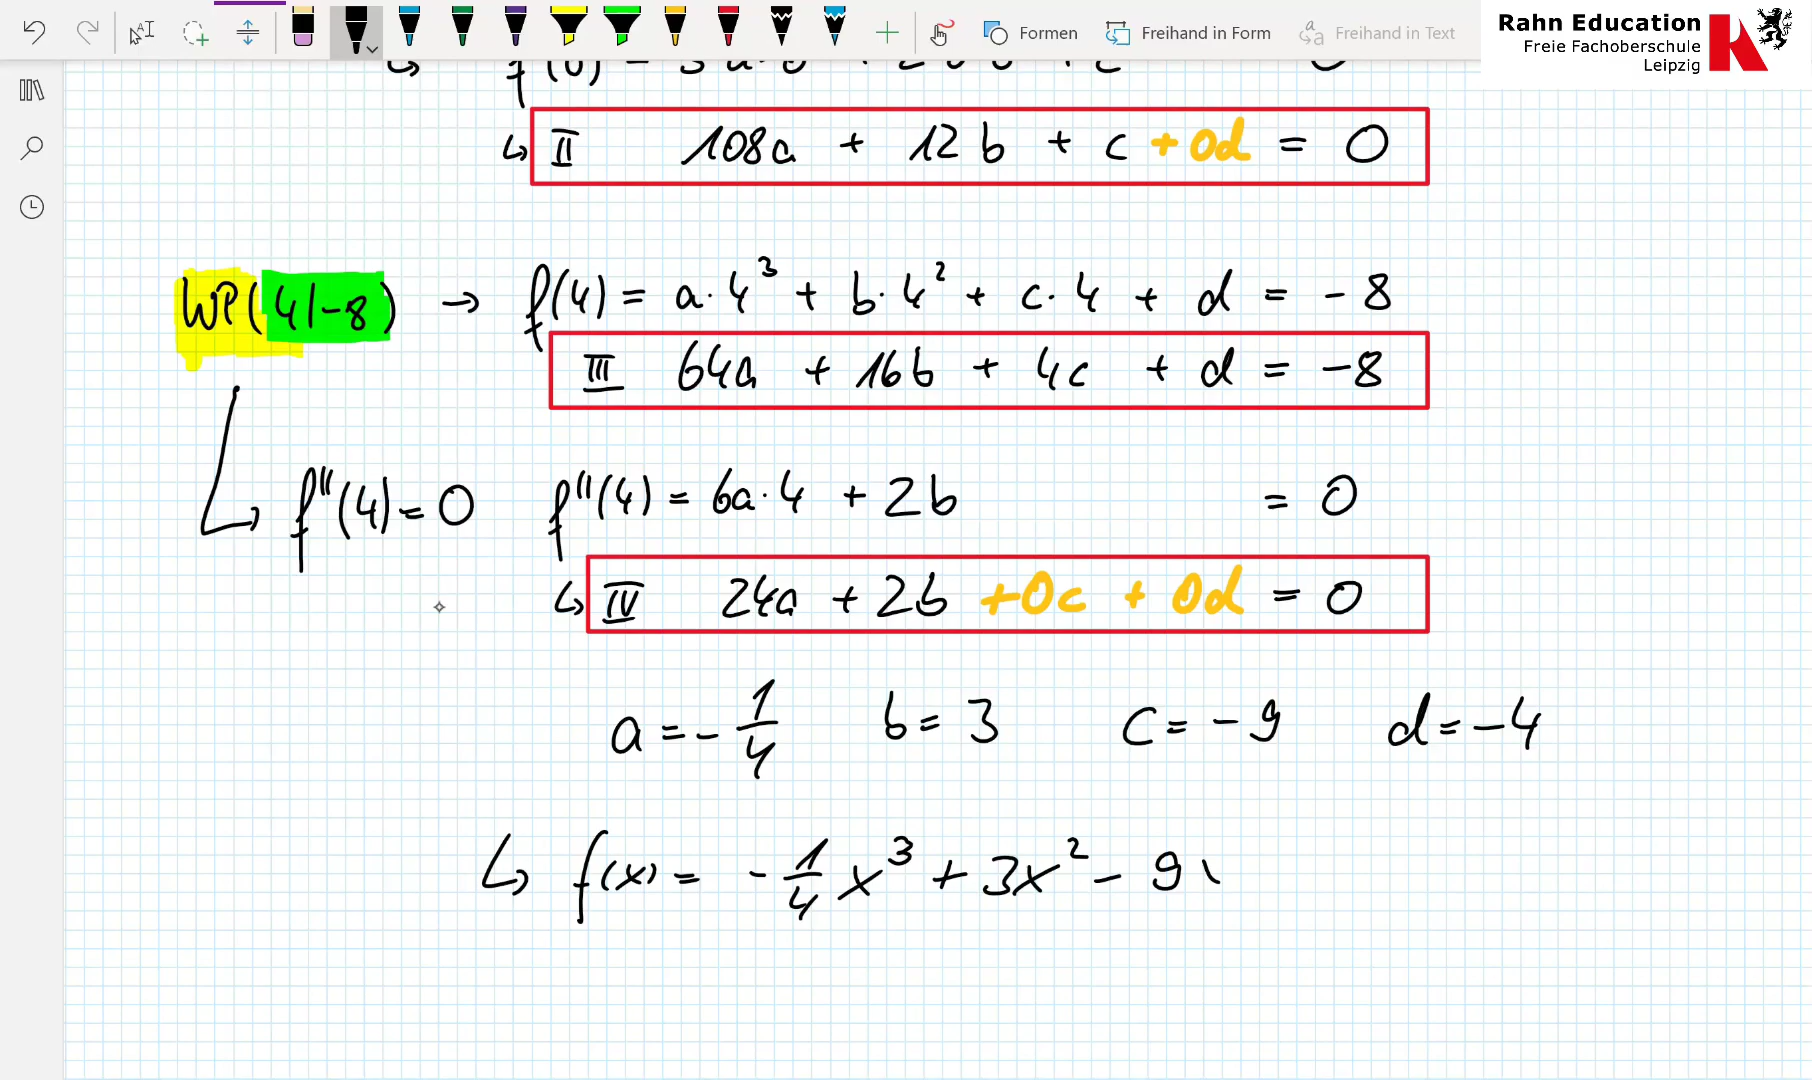 Formen Freihand in Form Freihand in Text
Rahn Education
Freie Fachoberschule
Leipzig
II 108a + 12b + c + 0d = 0
WP(4|-8) → f(4) = a·4³ + b·4² + c·4 + d = -8
III 64a + 16b + 4c + d = -8
f''(4) = 0 f''(4) = 6a·4 + 2b = 0
IV 24a + 2b + 0c + 0d = 0
a = -1/4 b = 3 c = -9 d = -4
f(x) = -1/4 x³ + 3x² - 9